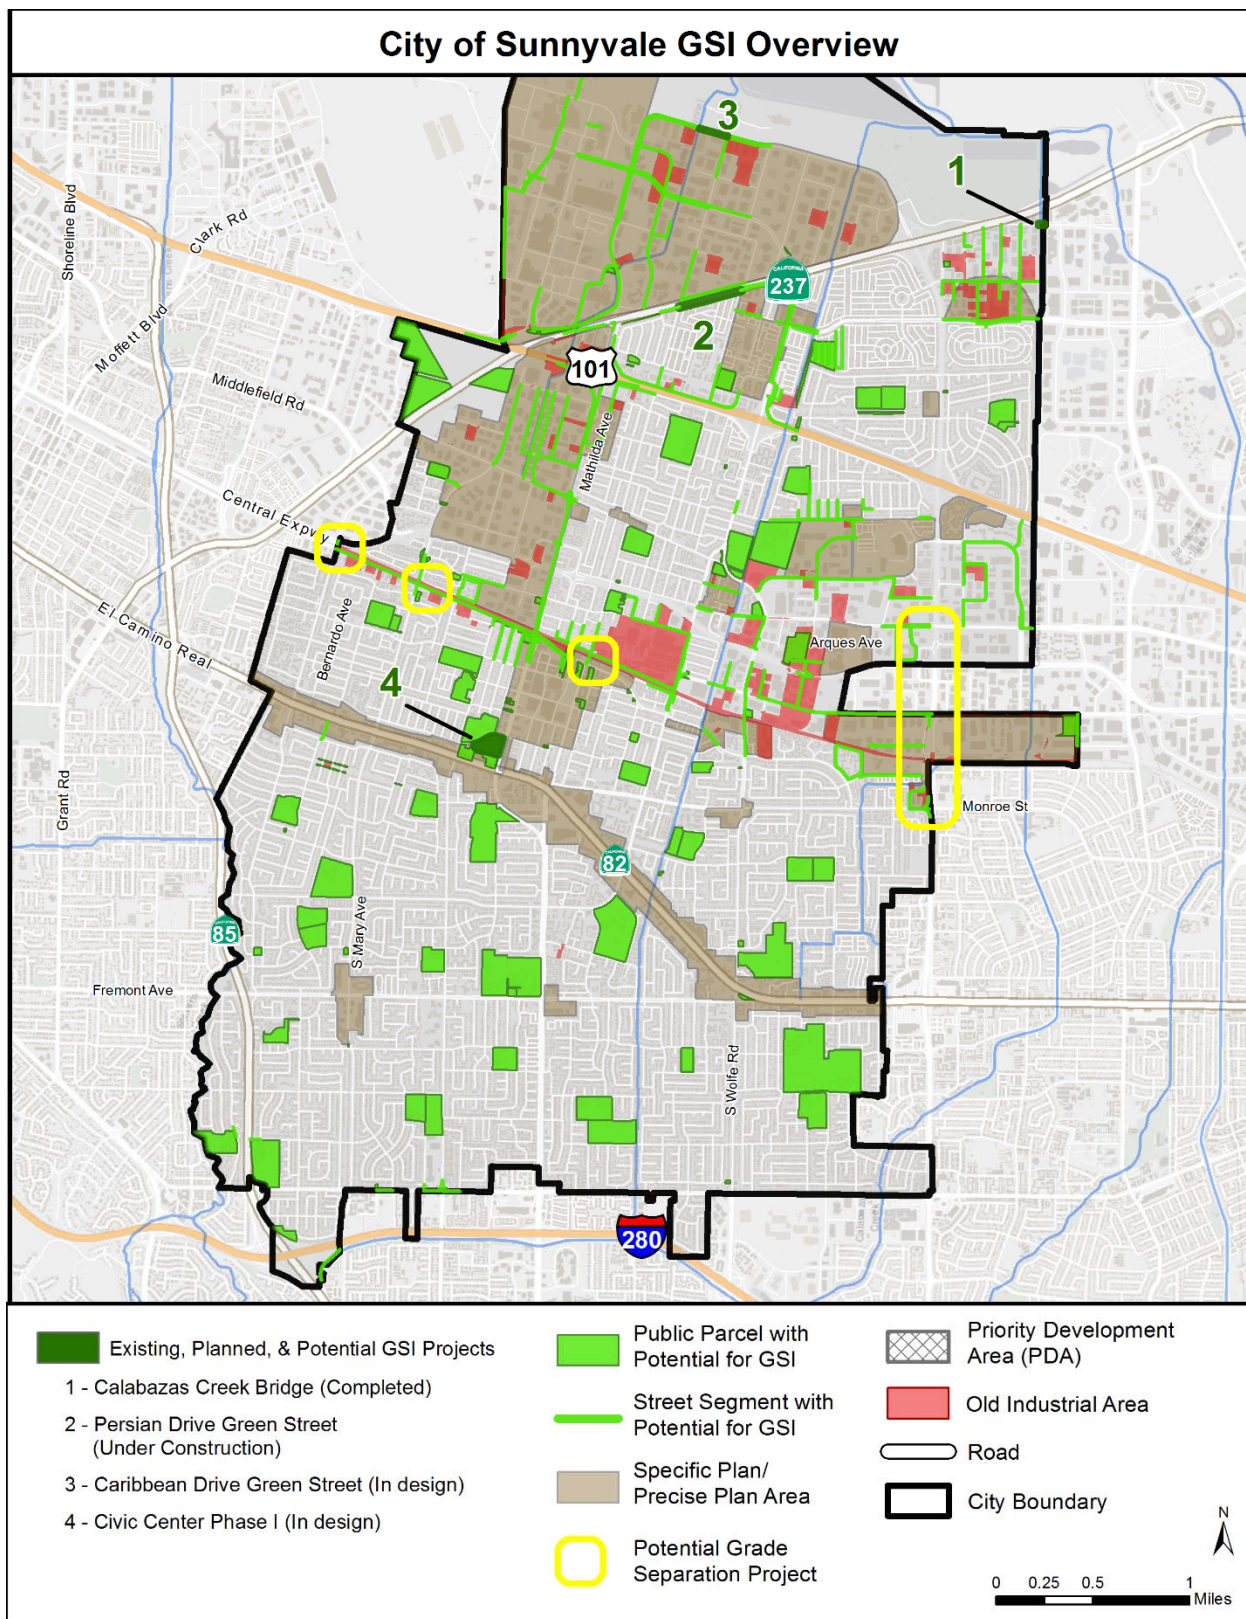 City of Sunnyvale GSI Overview
3
1
Shoreline Blvd
Clark Rd
CALIFORNIA
237
Moffett Blvd
2
101
Middlefield Rd
Mathilda Ave
Central Expwy
El Camino Real
Bernardo Ave
Arques Ave
4
Grant Rd
Monroe St
CALIFORNIA
82
S Mary Ave
CALIFORNIA
85
Fremont Ave
S Wolfe Rd
Calabazas
Creek
280
Existing, Planned, & Potential GSI Projects
1 - Calabazas Creek Bridge (Completed)
2 - Persian Drive Green Street
(Under Construction)
3 - Caribbean Drive Green Street (In design)
4 - Civic Center Phase I (In design)
Public Parcel with
Potential for GSI
Street Segment with
Potential for GSI
Specific Plan/
Precise Plan Area
Potential Grade
Separation Project
Priority Development
Area (PDA)
Old Industrial Area
Road
City Boundary
N
0 0.25 0.5 1
Miles